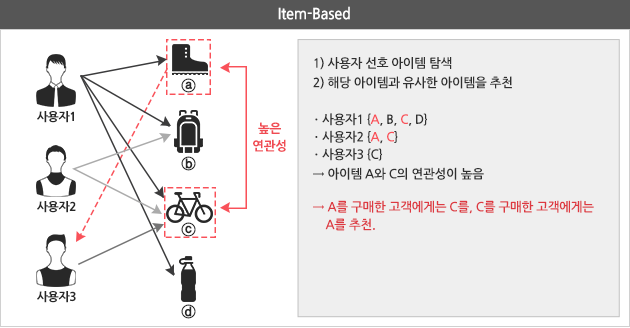 Item-Based
사용자1
사용자2
사용자3
ⓐ
ⓑ
ⓒ
ⓓ
높은
연관성
1) 사용자 선호 아이템 탐색
2) 해당 아이템과 유사한 아이템을 추천
· 사용자1 {A, B, C, D}
· 사용자2 {A, C}
· 사용자3 {C}
→ 아이템 A와 C의 연관성이 높음
→ A를 구매한 고객에게는 C를, C를 구매한 고객에게는
A를 추천.